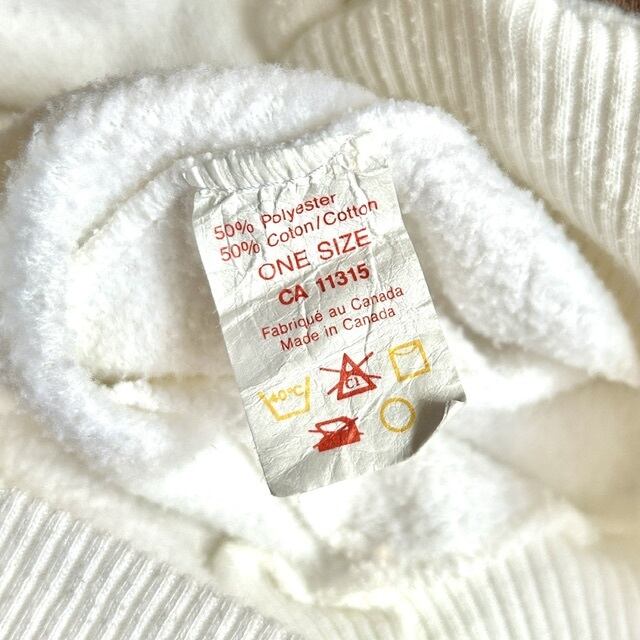 50% Polyester
50% Coton/Cotton
ONE SIZE
CA 11315
Fabriqué au Canada
Made in Canada
40°C
Cl